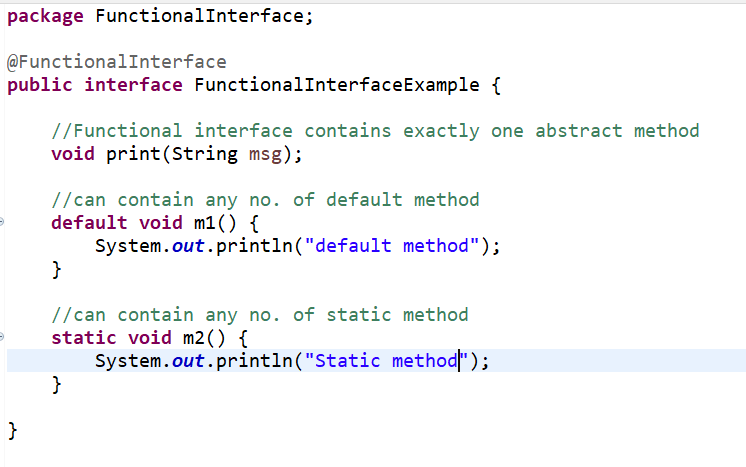 package FunctionalInterface;
@FunctionalInterface
public interface FunctionalInterfaceExample {
//Functional interface contains exactly one abstract method
void print(String msg);
//can contain any no. of default method
default void m1() {
System.out.println("default method");
}
//can contain any no. of static method
static void m2() {
System.out.println("Static method");
}
}